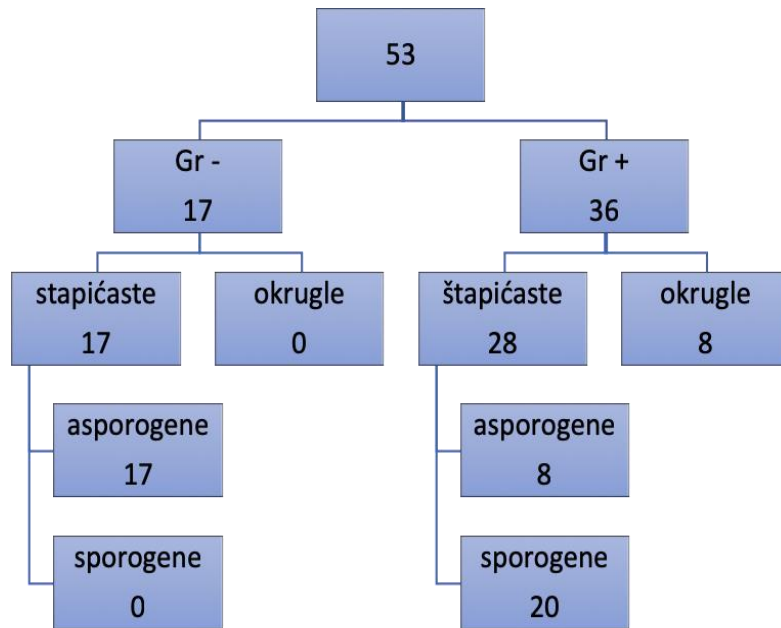 53
Gr -
17
Gr +
36
stapićaste
17
okrugle
0
štapićaste
28
okrugle
8
asporogene
17
asporogene
8
sporogene
0
sporogene
20